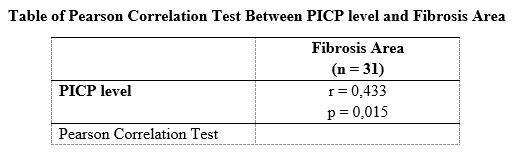 Table of Pearson Correlation Test Between PICP level and Fibrosis Area
Fibrosis Area
(n = 31)
PICP level
r = 0,433
p = 0,015
Pearson Correlation Test